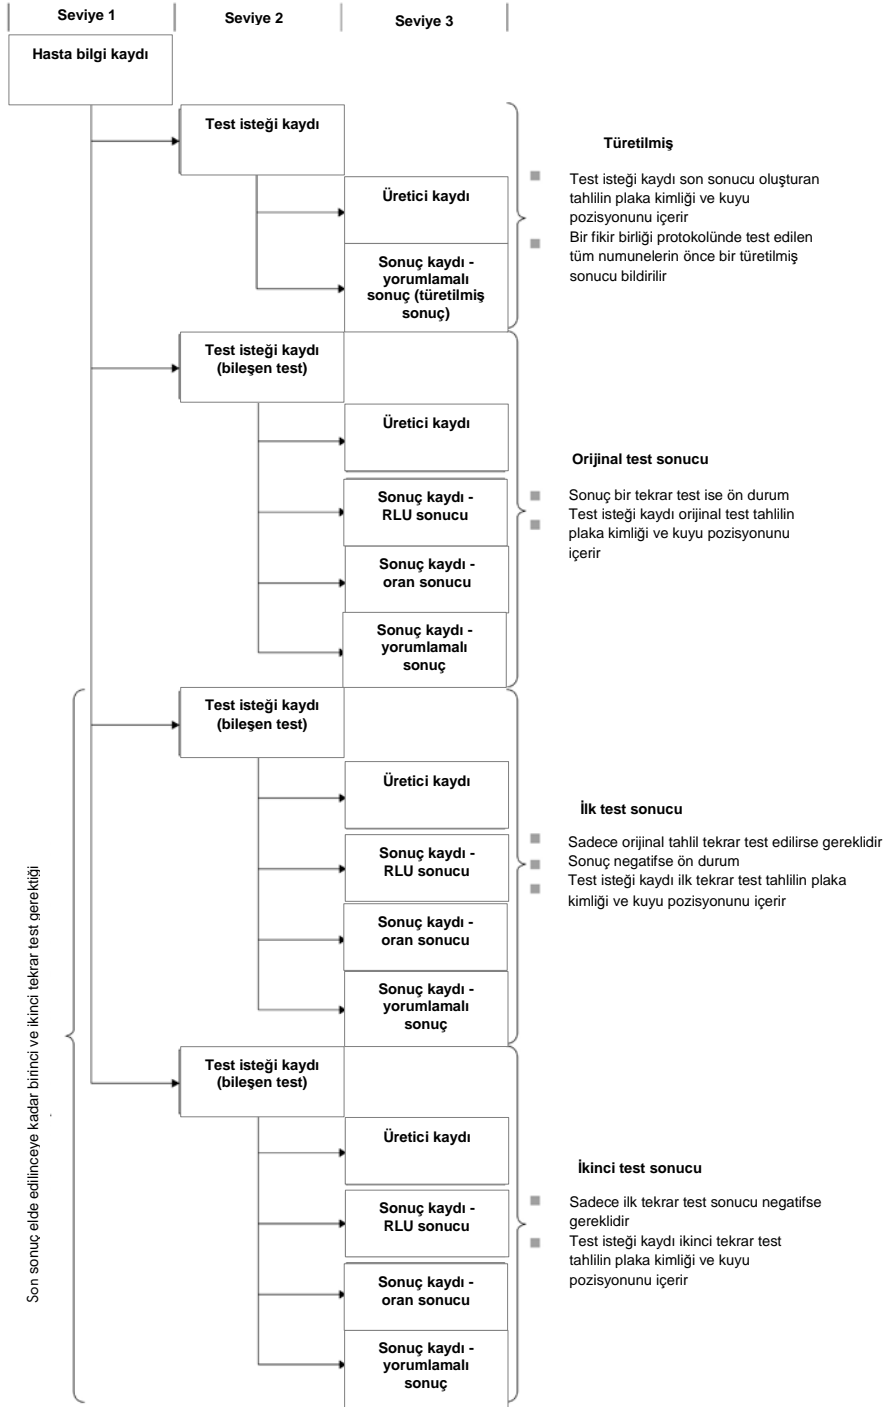 Seviye 1
Seviye 2
Seviye 3
Hasta bilgi kaydı
Test isteği kaydı
Üretici kaydı
Sonuç kaydı -
yorumlamalı
sonuç (türetilmiş
sonuç)
Türetilmiş
Test isteği kaydı son sonucu oluşturan
tahlilin plaka kimliği ve kuyu
pozisyonunu içerir
Bir fikir birliği protokolünde test edilen
tüm numunelerin önce bir türetilmiş
sonucu bildirilir
Test isteği kaydı
(bileşen test)
Üretici kaydı
Sonuç kaydı -
RLU sonucu
Sonuç kaydı -
oran sonucu
Sonuç kaydı -
yorumlamalı
sonuç
Orijinal test sonucu
Sonuç bir tekrar test ise ön durum
Test isteği kaydı orijinal test tahlilin
plaka kimliği ve kuyu pozisyonunu
içerir
Son sonuç elde edilinceye kadar birinci ve ikinci tekrar test gerektiği
Test isteği kaydı
(bileşen test)
Üretici kaydı
Sonuç kaydı -
RLU sonucu
Sonuç kaydı -
oran sonucu
Sonuç kaydı -
yorumlamalı
sonuç
İlk test sonucu
Sadece orijinal tahlil tekrar test edilirse gereklidir
Sonuç negatifse ön durum
Test isteği kaydı ilk tekrar test tahlilin plaka
kimliği ve kuyu pozisyonunu içerir
Test isteği kaydı
(bileşen test)
Üretici kaydı
Sonuç kaydı -
RLU sonucu
Sonuç kaydı -
oran sonucu
Sonuç kaydı -
yorumlamalı
sonuç
İkinci test sonucu
Sadece ilk tekrar test sonucu negatifse
gereklidir
Test isteği kaydı ikinci tekrar test
tahlilin plaka kimliği ve kuyu
pozisyonunu içerir